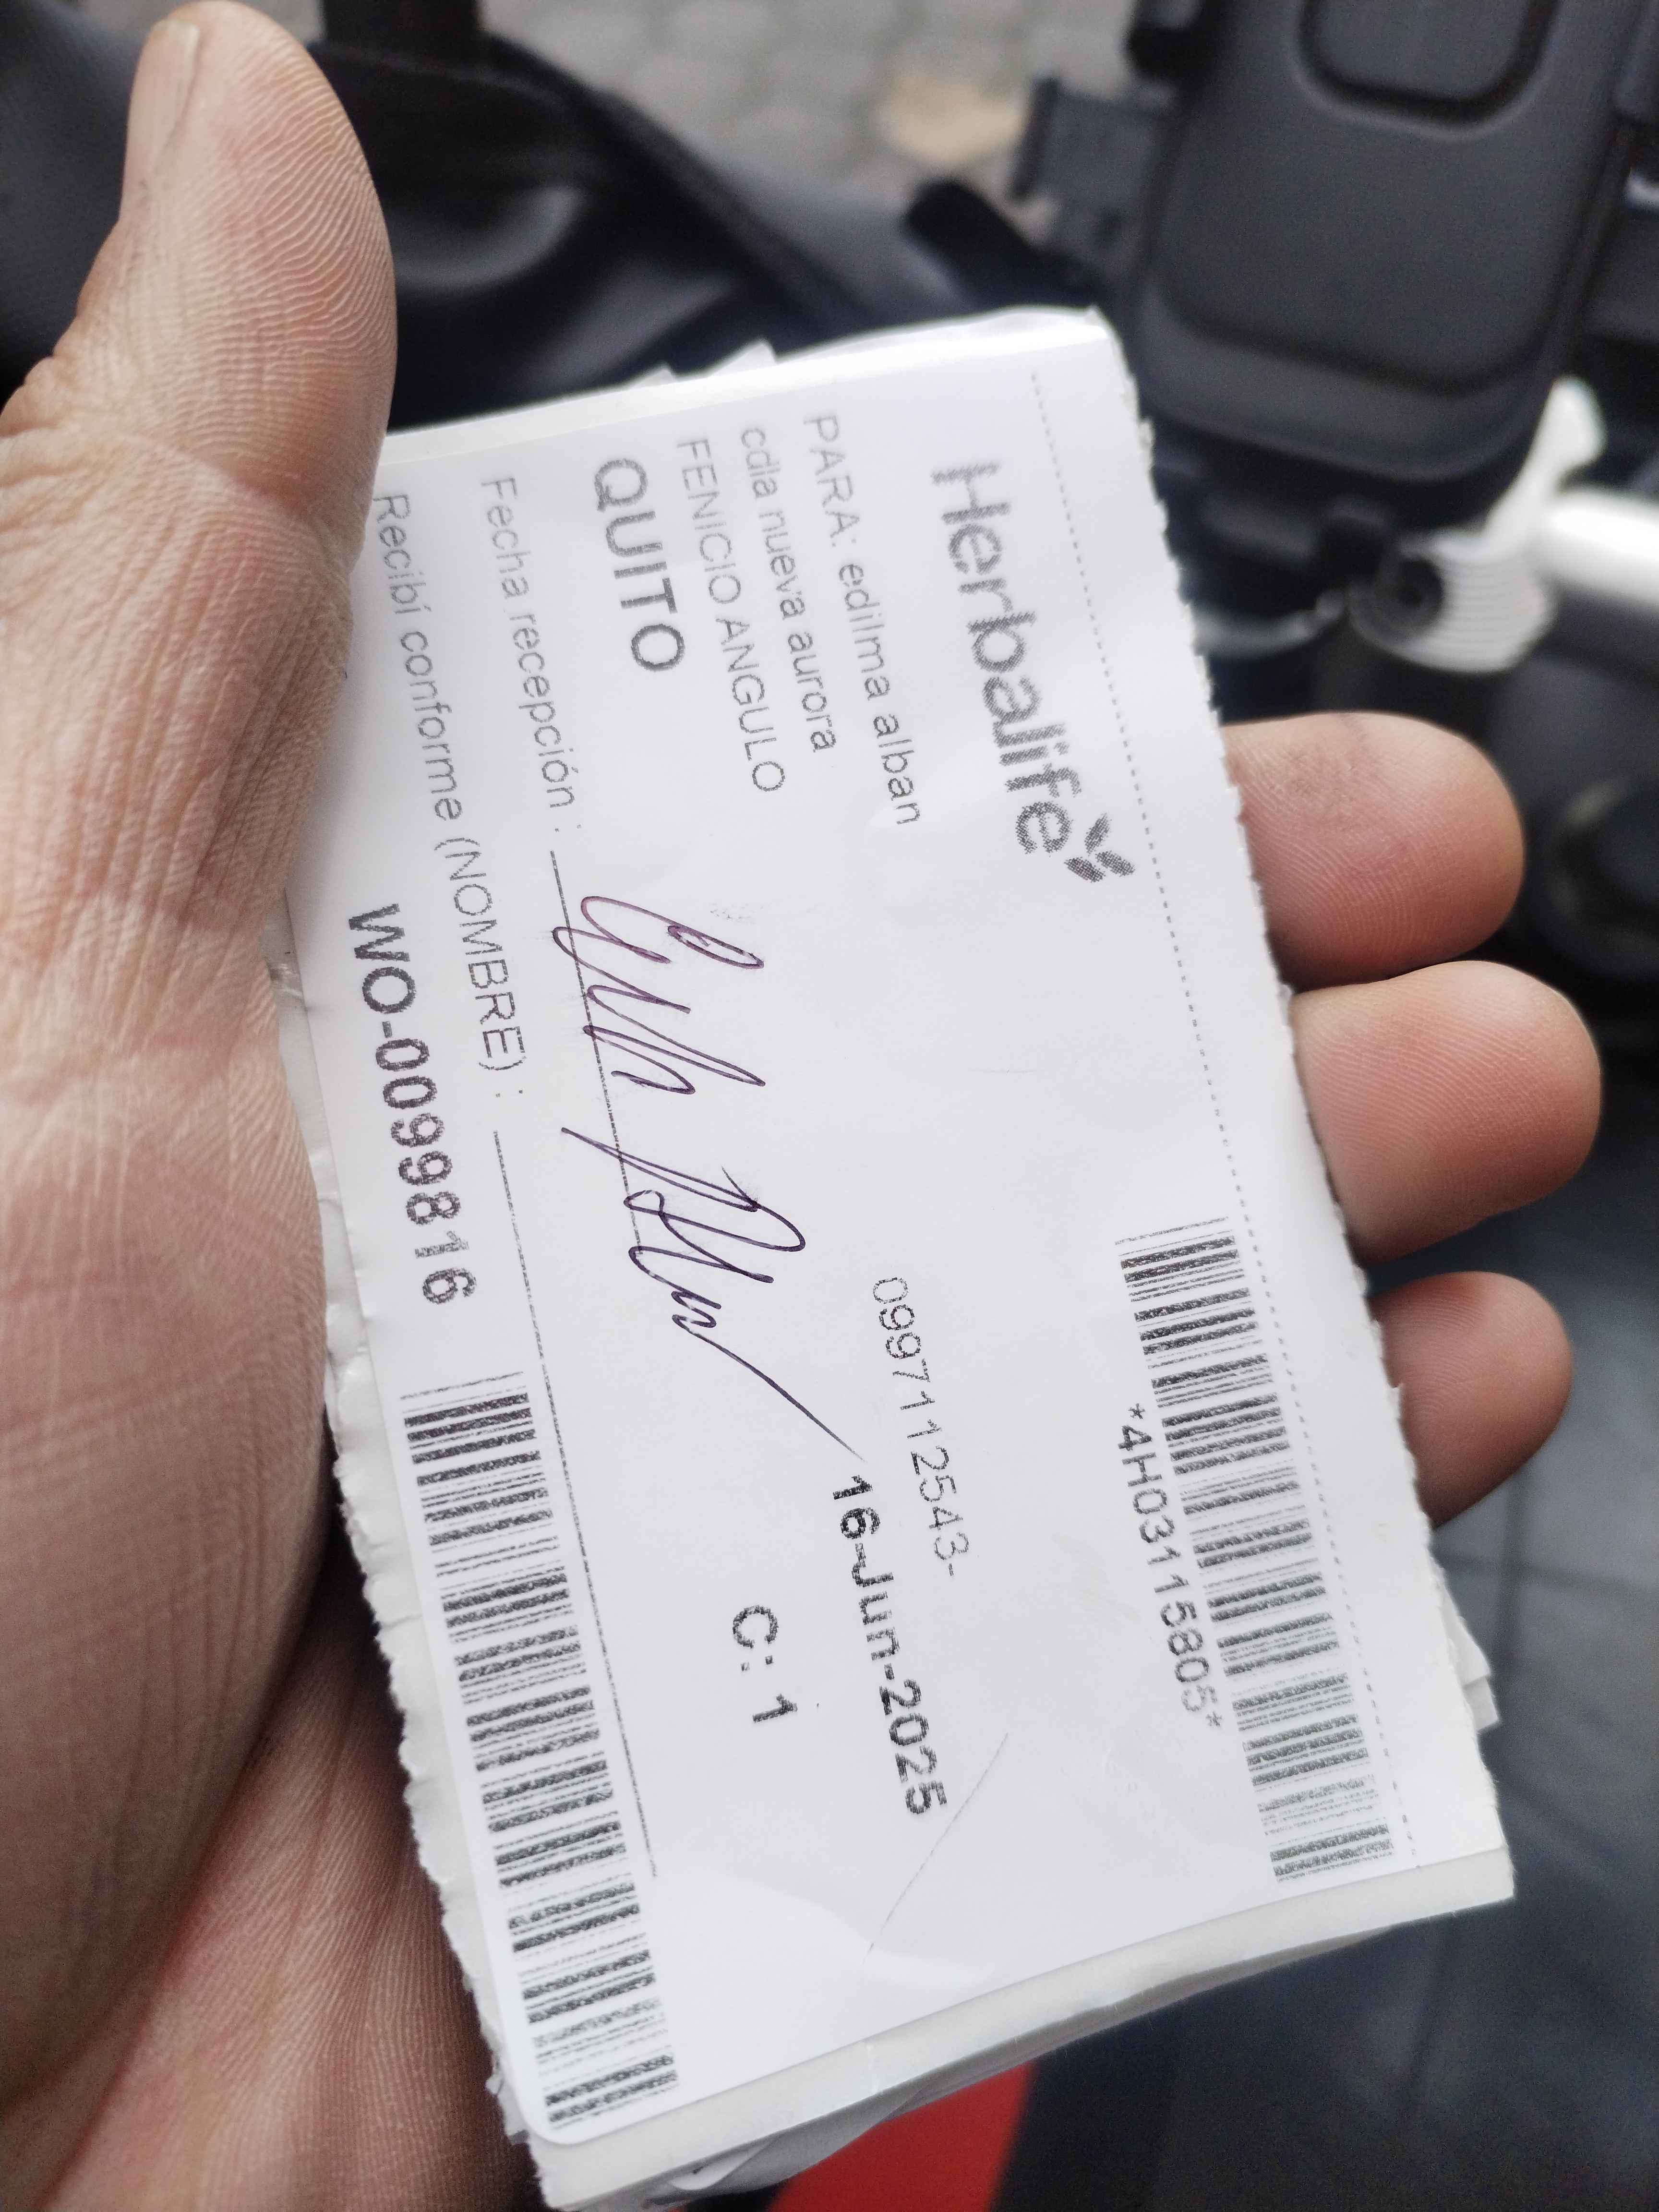 Herbalife
*4H03115805*
PARA: edilma alban
0997112543-
cdla nueva aurora
16-Jun-2025
FENICIO ANGULO
QUITO
C: 1
Fecha recepción :
Recibí conforme (NOMBRE) :
WO-0099816